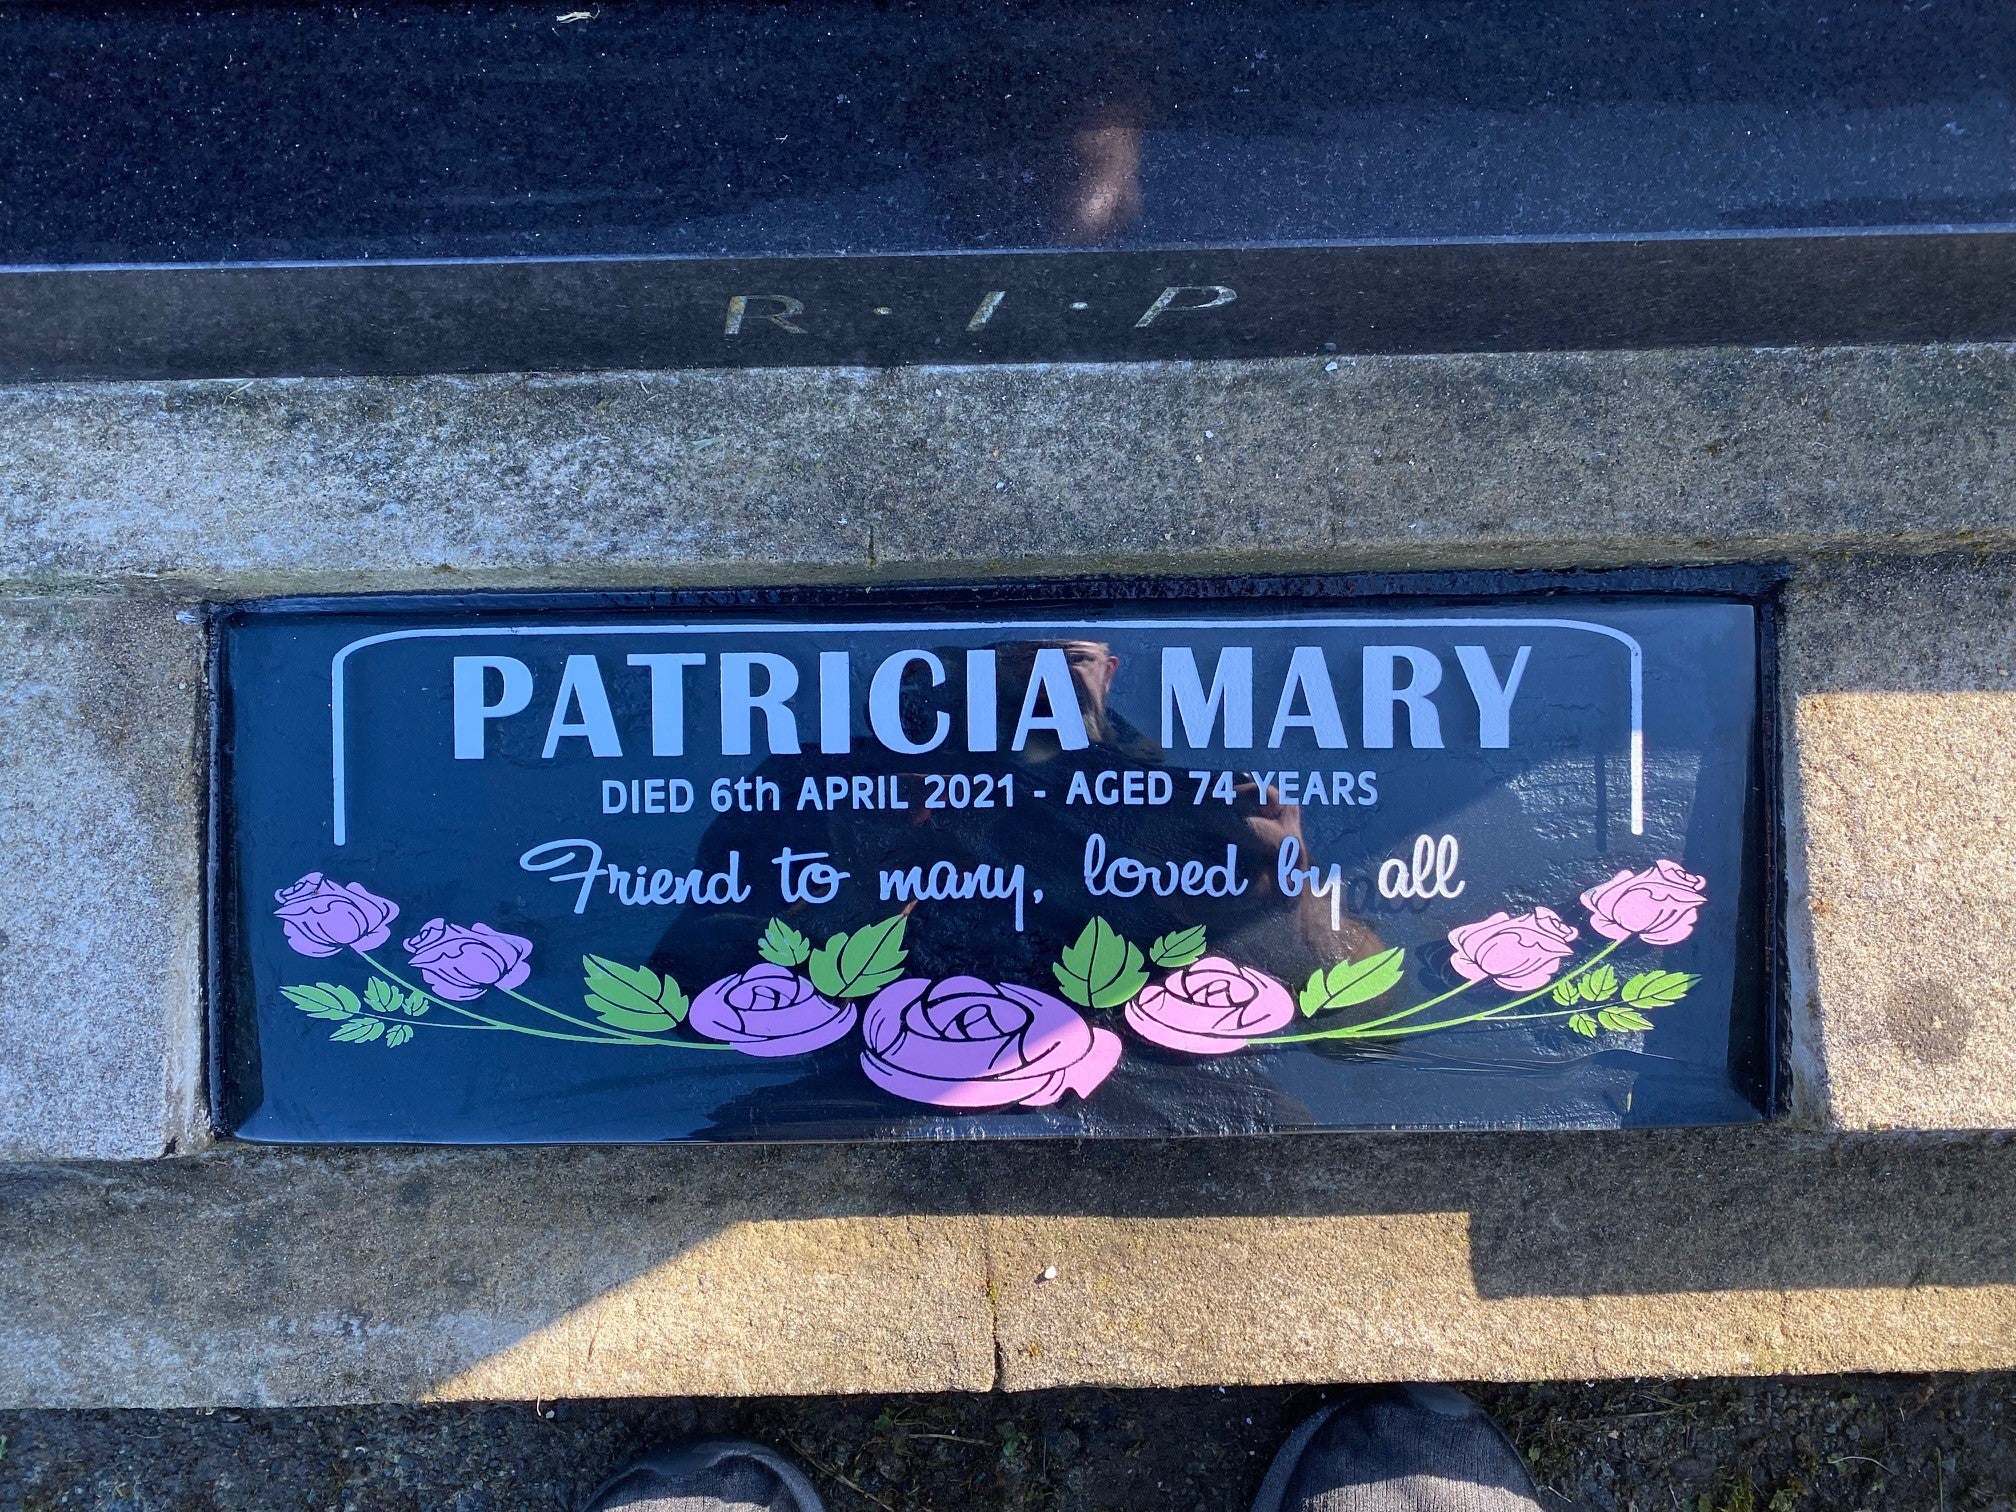 R · I · P
PATRICIA MARY
DIED 6th APRIL 2021 - AGED 74 YEARS
Friend to many, loved by all